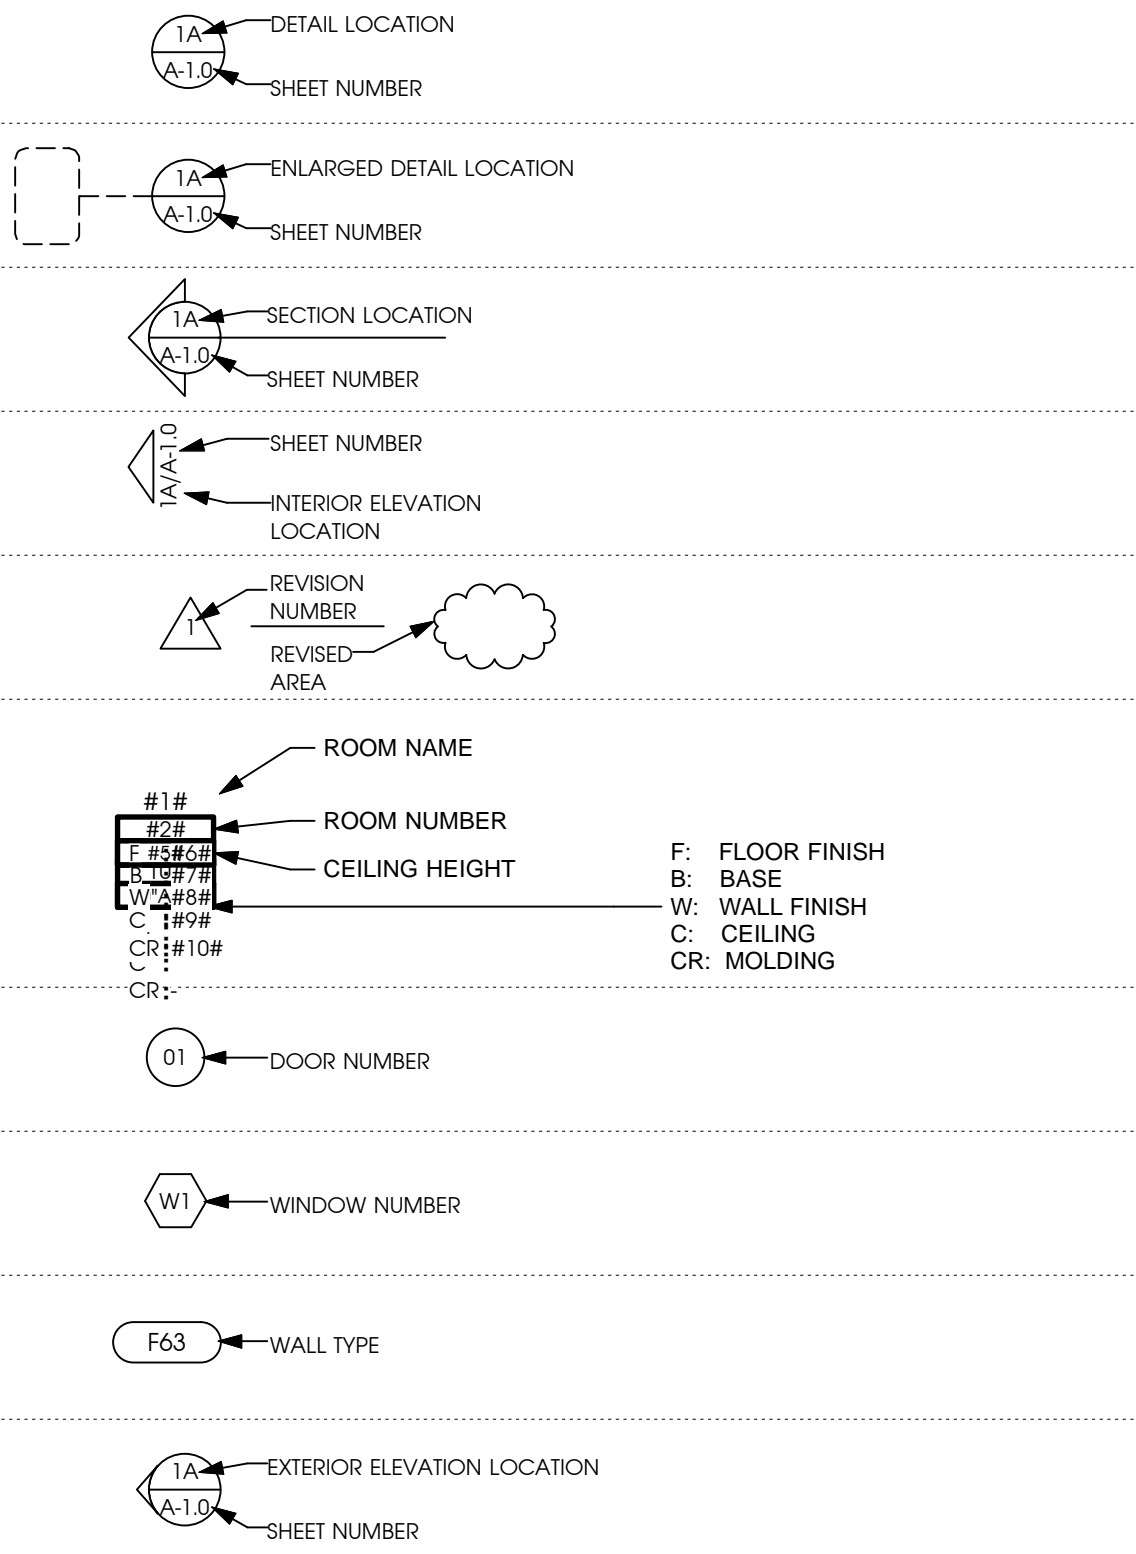 1A
DETAIL LOCATION
A-1.0
SHEET NUMBER
1A
ENLARGED DETAIL LOCATION
A-1.0
SHEET NUMBER
1A
SECTION LOCATION
A-1.0
SHEET NUMBER
1A/A-1.0
SHEET NUMBER
INTERIOR ELEVATION
LOCATION
1
REVISION
NUMBER
REVISED
AREA
ROOM NAME
#1#
#2#
ROOM NUMBER
F #5##6#
CEILING HEIGHT
B #7#
W"A#8#
C #9#
CR #10#
CR -
F: FLOOR FINISH
B: BASE
W: WALL FINISH
C: CEILING
CR: MOLDING
01
DOOR NUMBER
W1
WINDOW NUMBER
F63
WALL TYPE
1A
EXTERIOR ELEVATION LOCATION
A-1.0
SHEET NUMBER